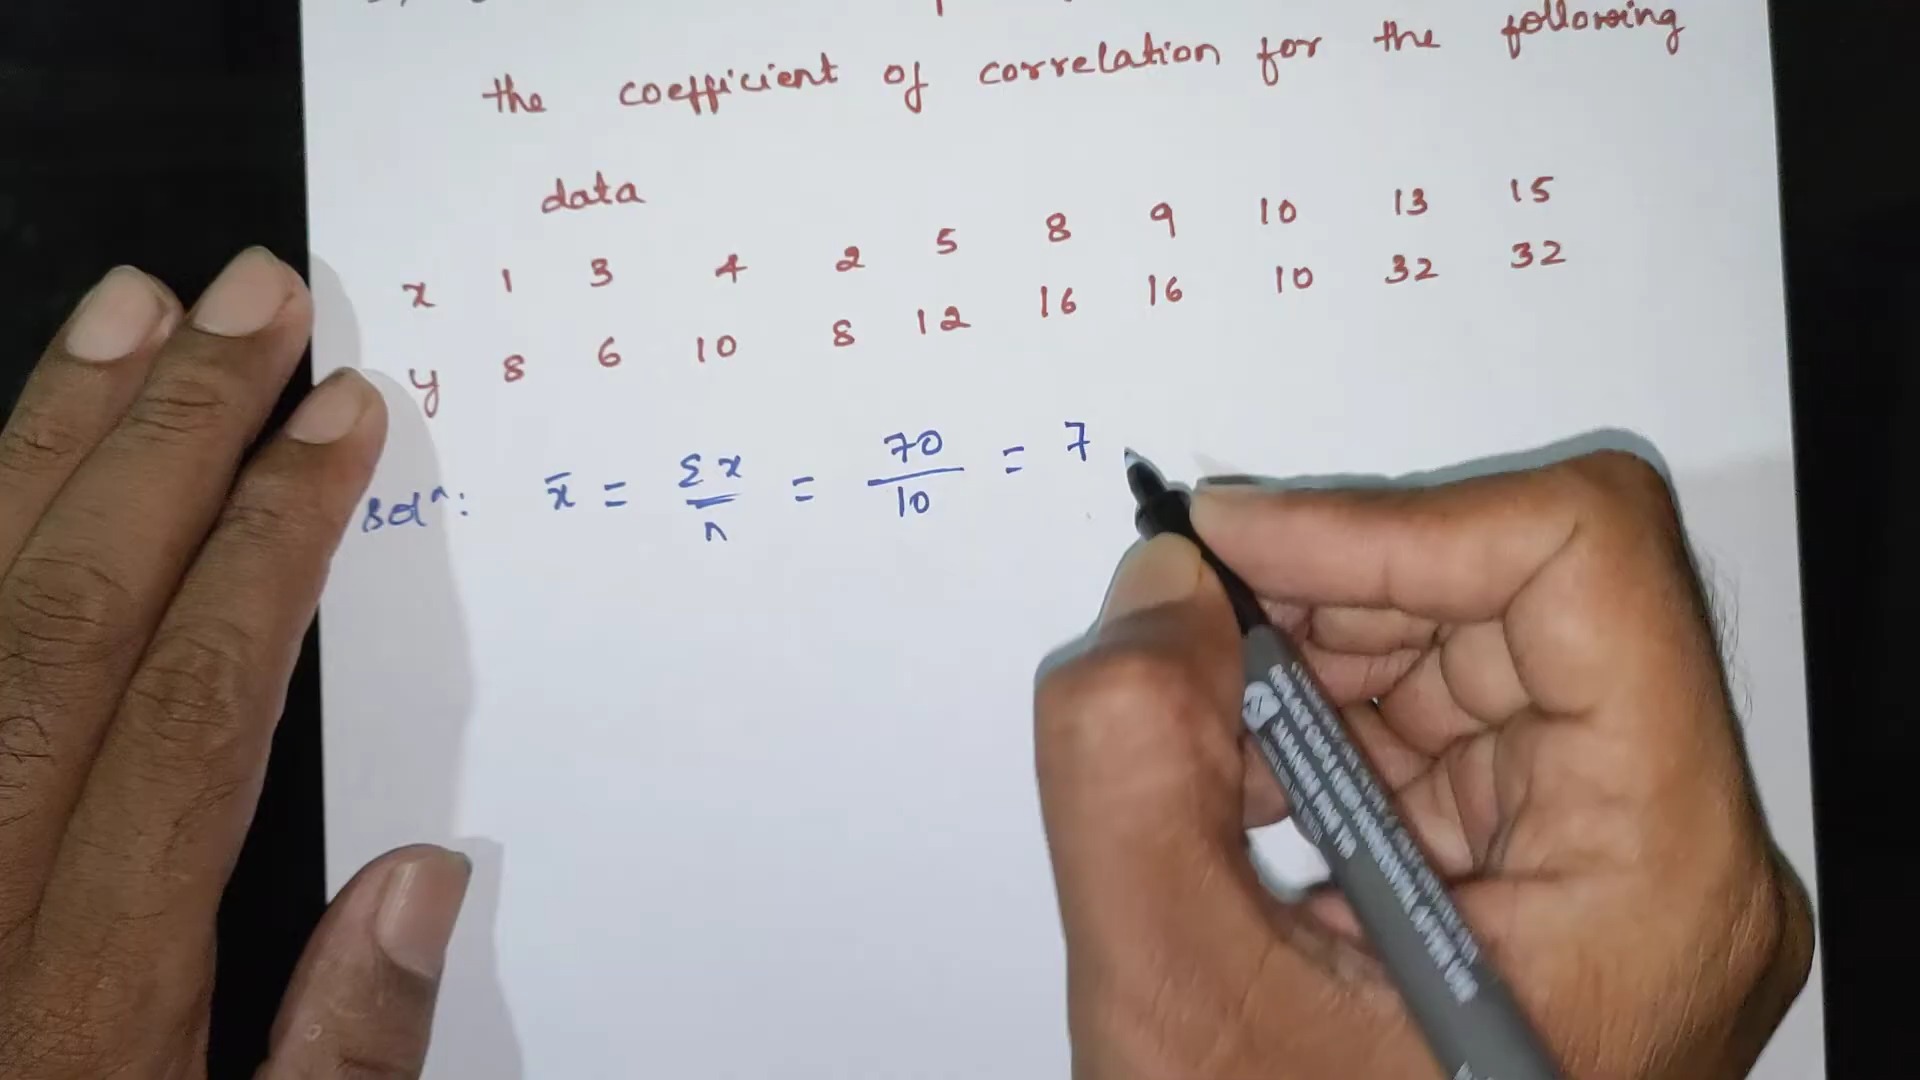 the coefficient of correlation for the following
data
x 1 3 4 2 5 8 9 10 13 15
y 8 6 10 8 12 16 16 10 32 32
Solⁿ: x̄ = Σx/n = 70/10 = 7